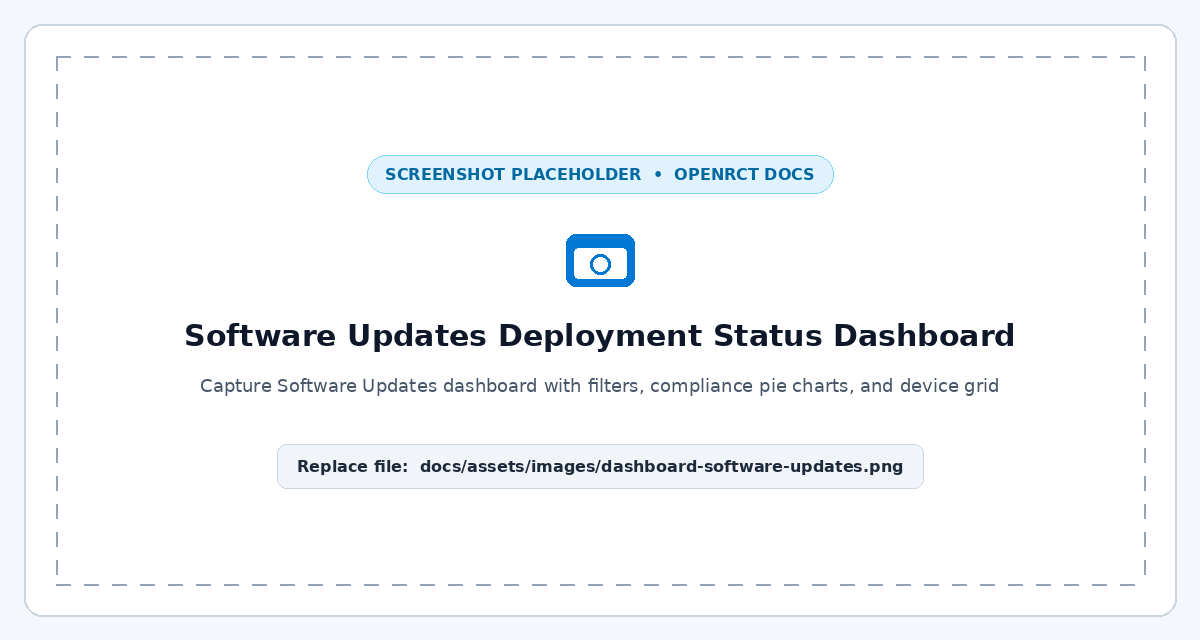 SCREENSHOT PLACEHOLDER • OPENRCT DOCS
Software Updates Deployment Status Dashboard
Capture Software Updates dashboard with filters, compliance pie charts, and device grid
Replace file: docs/assets/images/dashboard-software-updates.png